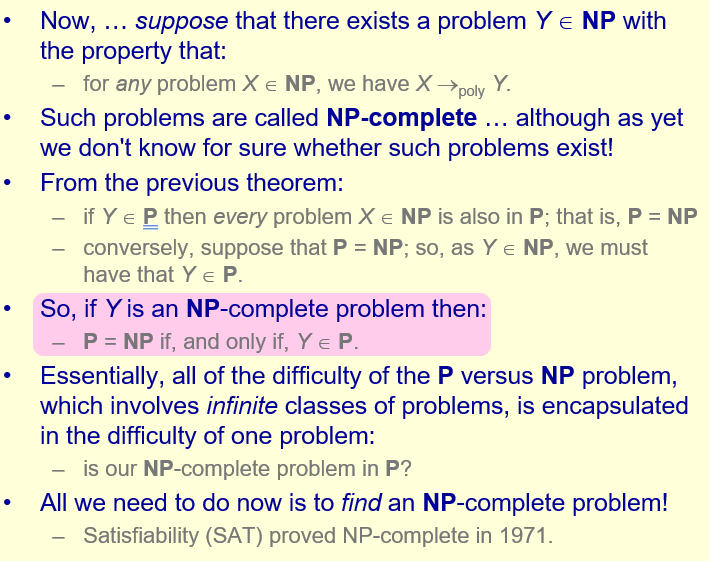 • Now, … suppose that there exists a problem Y ∈ NP with
the property that:
– for any problem X ∈ NP, we have X →poly Y.
• Such problems are called NP-complete … although as yet
we don't know for sure whether such problems exist!
• From the previous theorem:
– if Y ∈ P then every problem X ∈ NP is also in P; that is, P = NP
– conversely, suppose that P = NP; so, as Y ∈ NP, we must
have that Y ∈ P.
• So, if Y is an NP-complete problem then:
– P = NP if, and only if, Y ∈ P.
• Essentially, all of the difficulty of the P versus NP problem,
which involves infinite classes of problems, is encapsulated
in the difficulty of one problem:
– is our NP-complete problem in P?
• All we need to do now is to find an NP-complete problem!
– Satisfiability (SAT) proved NP-complete in 1971.